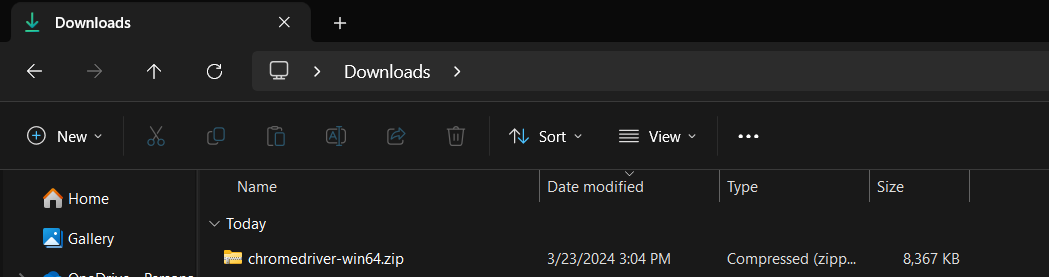 Downloads
Downloads
New Sort View
Name Date modified Type Size
Home
Today
Gallery
chromedriver-win64.zip 3/23/2024 3:04 PM Compressed (zipp... 8,367 KB
OneDrive - Persona